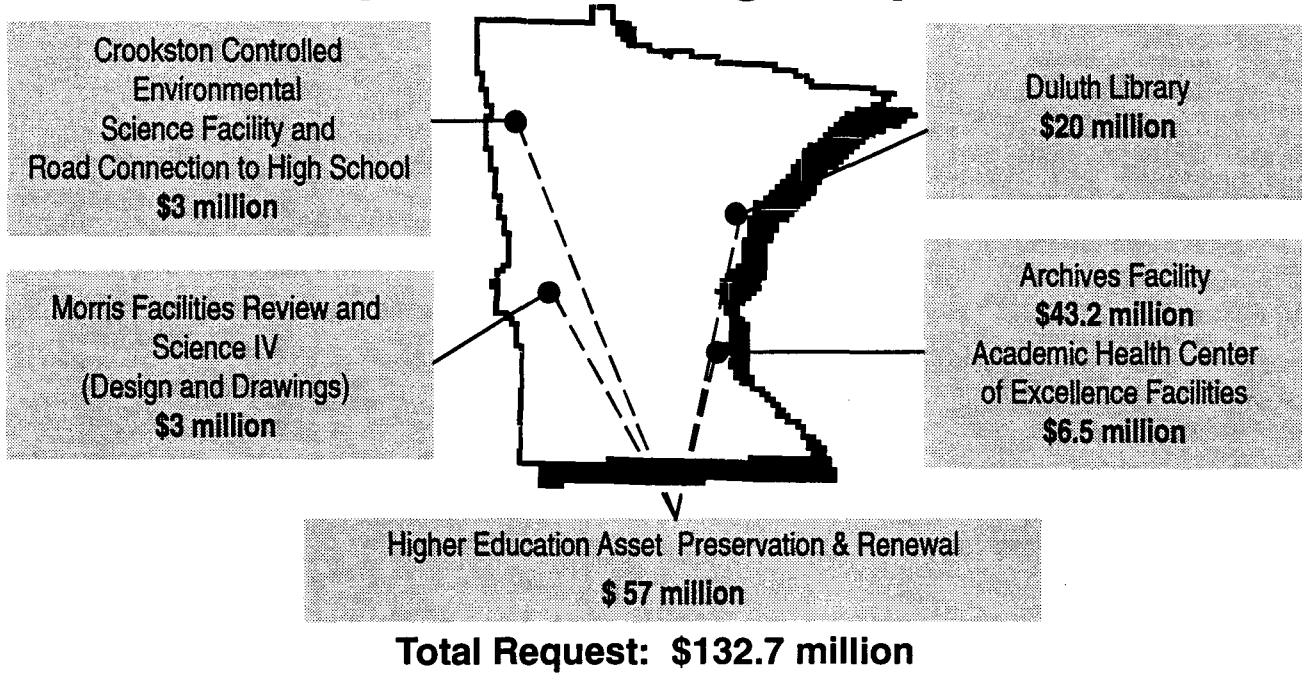 Crookston Controlled
Environmental
Science Facility and
Road Connection to High School
$3 million
Morris Facilities Review and
Science IV
(Design and Drawings)
$3 million
Duluth Library
$20 million
Archives Facility
$43.2 million
Academic Health Center
of Excellence Facilities
$6.5 million
Higher Education Asset Preservation & Renewal
$ 57 million
Total Request: $132.7 million